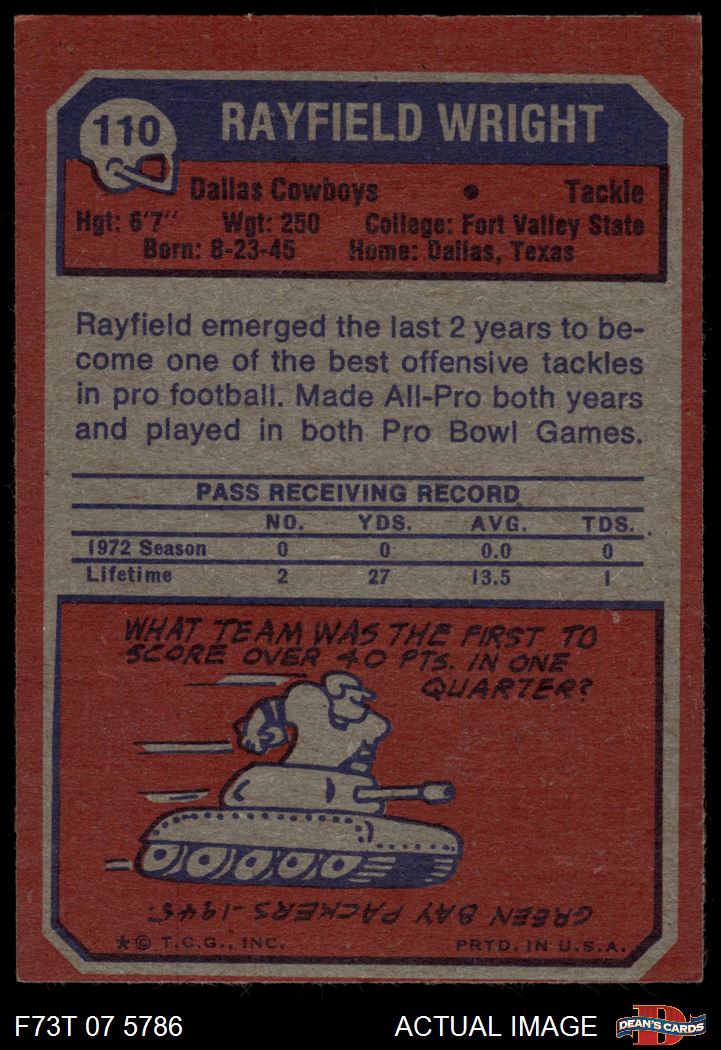 110
RAYFIELD WRIGHT
Dallas Cowboys • Tackle
Hgt: 6'7" Wgt: 250 College: Fort Valley State
Born: 8-23-45 Home: Dallas, Texas
Rayfield emerged the last 2 years to be-
come one of the best offensive tackles
in pro football. Made All-Pro both years
and played in both Pro Bowl Games.
PASS RECEIVING RECORD
NO. YDS. AVG. TDS.
1972 Season 0 0 0.0 0
Lifetime 2 27 13.5 1
WHAT TEAM WAS THE FIRST TO
SCORE OVER 40 PTS. IN ONE
QUARTER?
GREEN BAY PACKERS-1945.
★ © T.C.G., INC. PRTD. IN U.S.A.
F73T 07 5786 ACTUAL IMAGE
D
DEAN'S CARDS